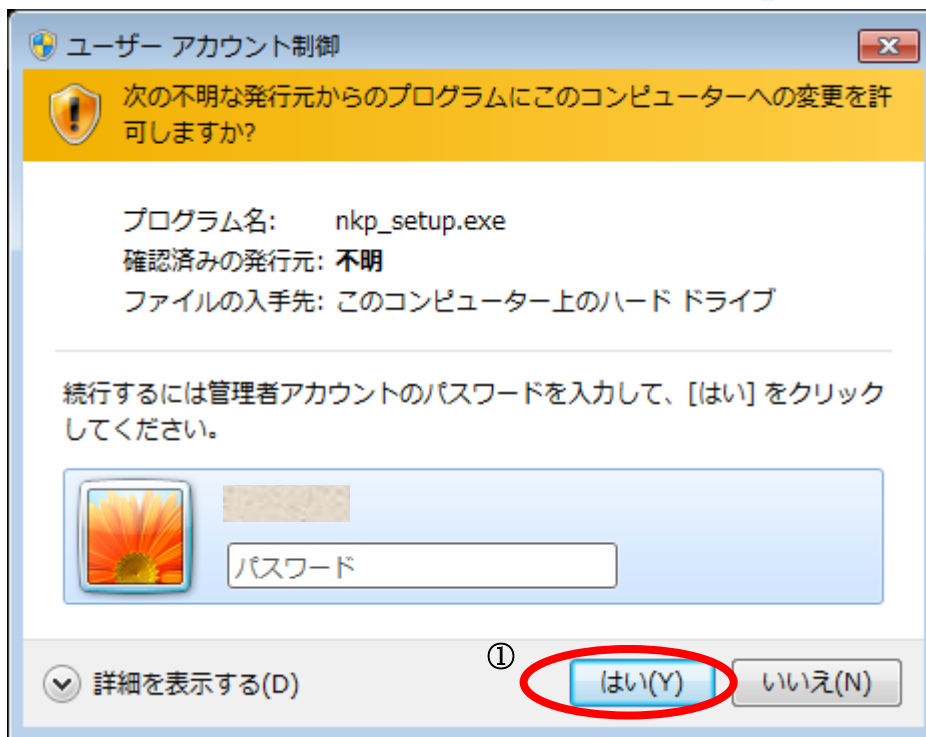 ユーザー アカウント制御
次の不明な発行元からのプログラムにこのコンピューターへの変更を許
可しますか?
プログラム名: nkp_setup.exe
確認済みの発行元: 不明
ファイルの入手先: このコンピューター上のハード ドライブ
続行するには管理者アカウントのパスワードを入力して、[はい] をクリック
してください。
パスワード
①
詳細を表示する(D) はい(Y) いいえ(N)